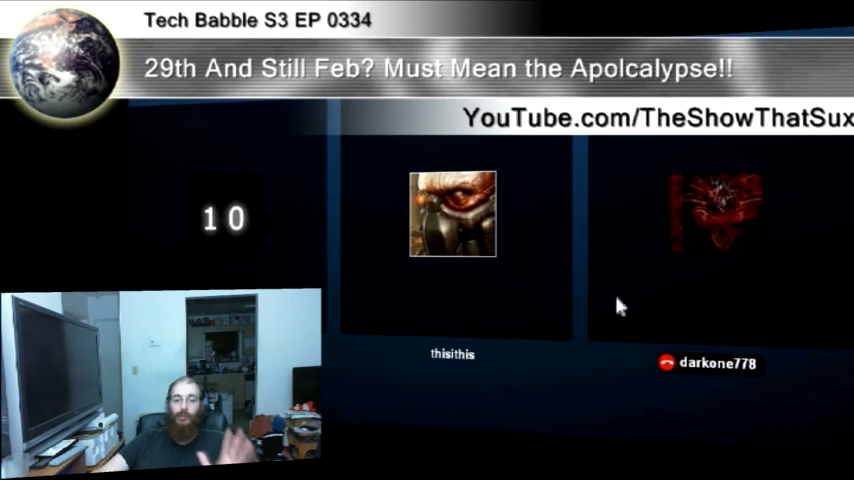 Tech Babble S3 EP 0334
29th And Still Feb? Must Mean the Apolcalypse!!
YouTube.com/TheShowThatSux
10
thisithis
darkone778